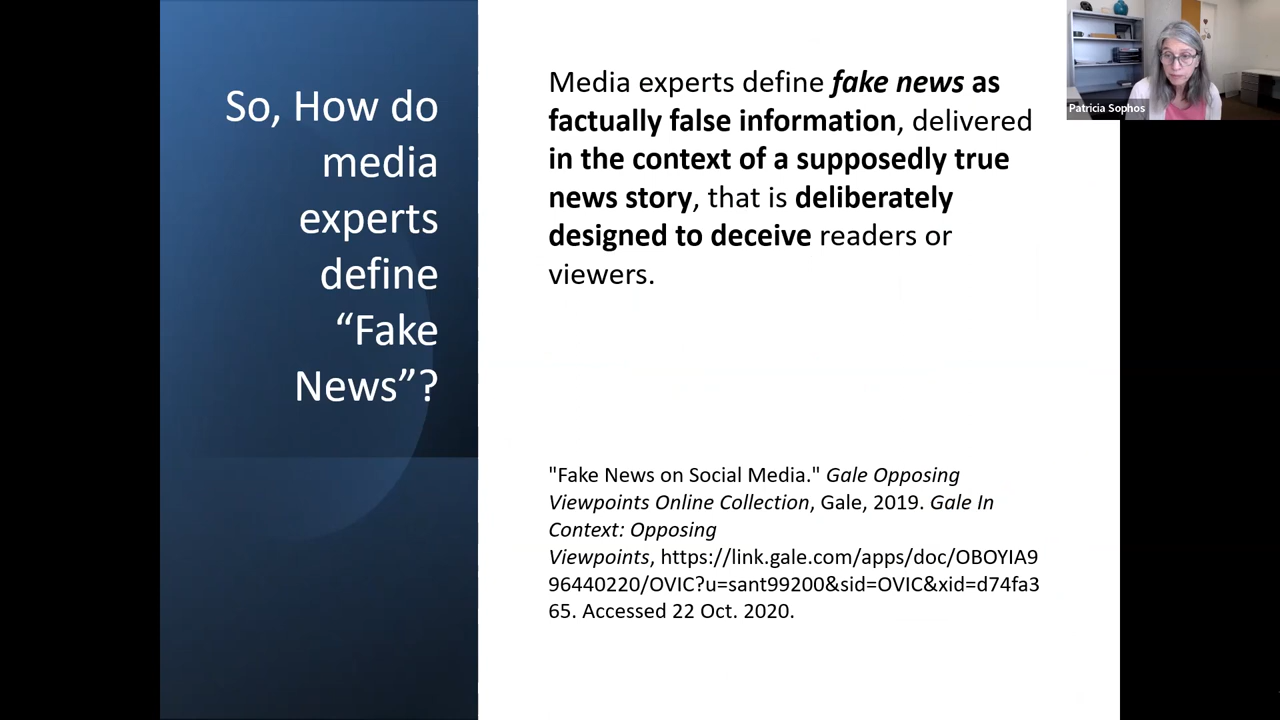 So, How do
media
experts
define
“Fake
News”?
Media experts define fake news as
factually false information, delivered
in the context of a supposedly true
news story, that is deliberately
designed to deceive readers or
viewers.
"Fake News on Social Media." Gale Opposing
Viewpoints Online Collection, Gale, 2019. Gale In
Context: Opposing
Viewpoints, https://link.gale.com/apps/doc/OBOYIA9
96440220/OVIC?u=sant99200&sid=OVIC&xid=d74fa3
65. Accessed 22 Oct. 2020.
Patricia Sophos